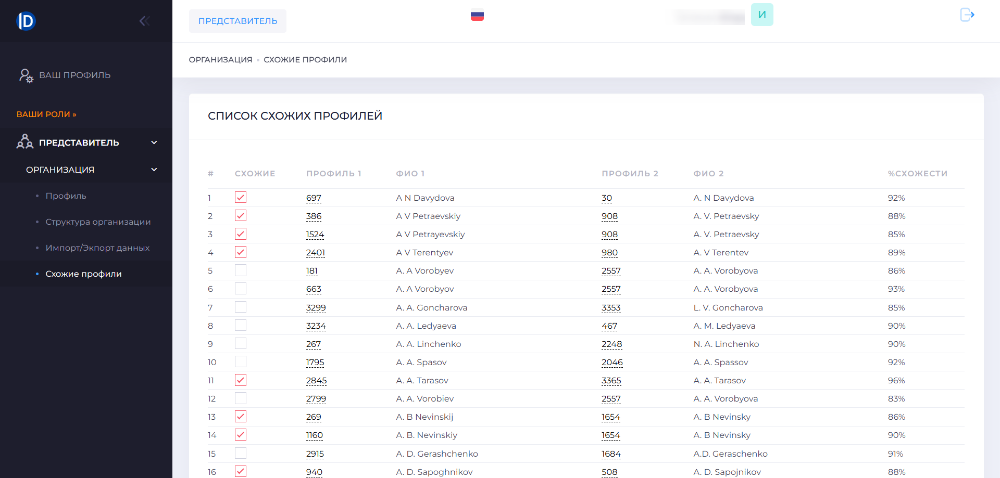 ID
ПРЕДСТАВИТЕЛЬ
И
ОРГАНИЗАЦИЯ • СХОЖИЕ ПРОФИЛИ
ВАШ ПРОФИЛЬ
ВАШИ РОЛИ »
ПРЕДСТАВИТЕЛЬ
ОРГАНИЗАЦИЯ
• Профиль
• Структура организации
• Импорт/Экпорт данных
• Схожие профили
СПИСОК СХОЖИХ ПРОФИЛЕЙ
# СХОЖИЕ ПРОФИЛЬ 1 ФИО 1 ПРОФИЛЬ 2 ФИО 2 %СХОЖЕСТИ
1 697 A N Davydova 30 A. N Davydova 92%
2 386 A V Petraevskiy 908 A. V. Petraevsky 88%
3 1524 A V Petrayevskiy 908 A. V. Petraevsky 85%
4 2401 A V Terentyev 980 A. V Terentev 89%
5 181 A. A Vorobyev 2557 A. A. Vorobyova 86%
6 663 A. A Vorobyov 2557 A. A. Vorobyova 93%
7 3299 A. A. Goncharova 3353 L. V. Goncharova 85%
8 3234 A. A. Ledyaeva 467 A. M. Ledyaeva 90%
9 267 A. A. Linchenko 2248 N. A. Linchenko 90%
10 1795 A. A. Spasov 2046 A. A. Spassov 92%
11 2845 A. A. Tarasov 3365 A. A. Tarasov 96%
12 2799 A. A. Vorobiev 2557 A. A. Vorobyova 83%
13 269 A. B Nevinskij 1654 A. B Nevinsky 86%
14 1160 A. B. Nevinskiy 1654 A. B Nevinsky 90%
15 2915 A. D. Gerashchenko 1684 A.D. Geraschenko 91%
16 940 A. D. Sapoghnikov 508 A. D. Sapojnikov 88%